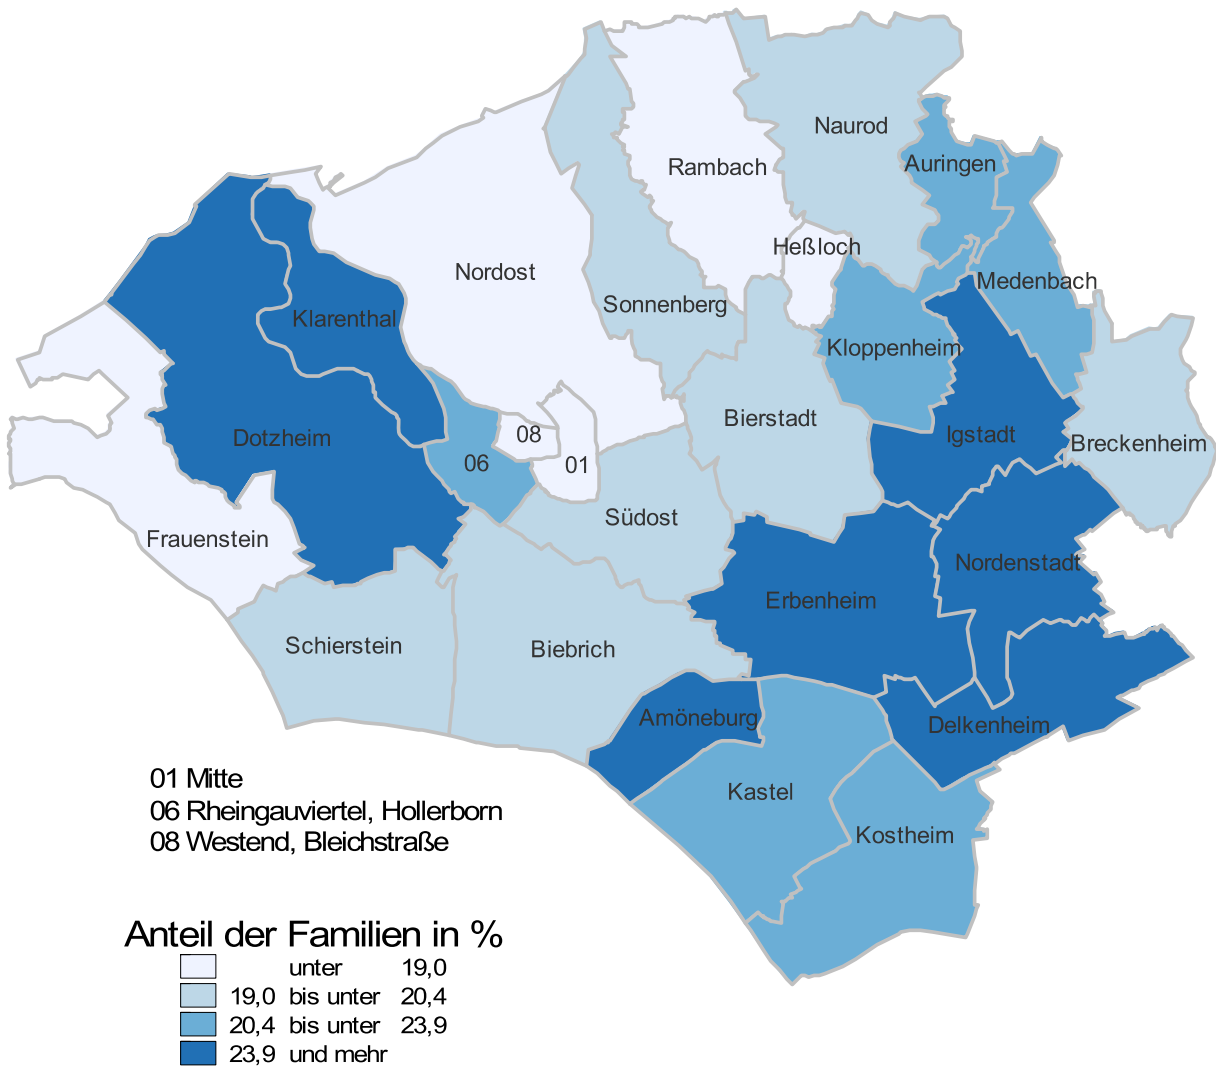 Naurod
Auringen
Rambach
Heßloch
Nordost
Medenbach
Sonnenberg
Klarenthal
Kloppenheim
Bierstadt
08
Igstadt
Dotzheim
Breckenheim
06
01
Südost
Frauenstein
Nordenstadt
Erbenheim
Schierstein
Biebrich
Amöneburg
Delkenheim
Kastel
Kostheim
01 Mitte
06 Rheingauviertel, Hollerborn
08 Westend, Bleichstraße
Anteil der Familien in %
unter 19,0
19,0 bis unter 20,4
20,4 bis unter 23,9
23,9 und mehr